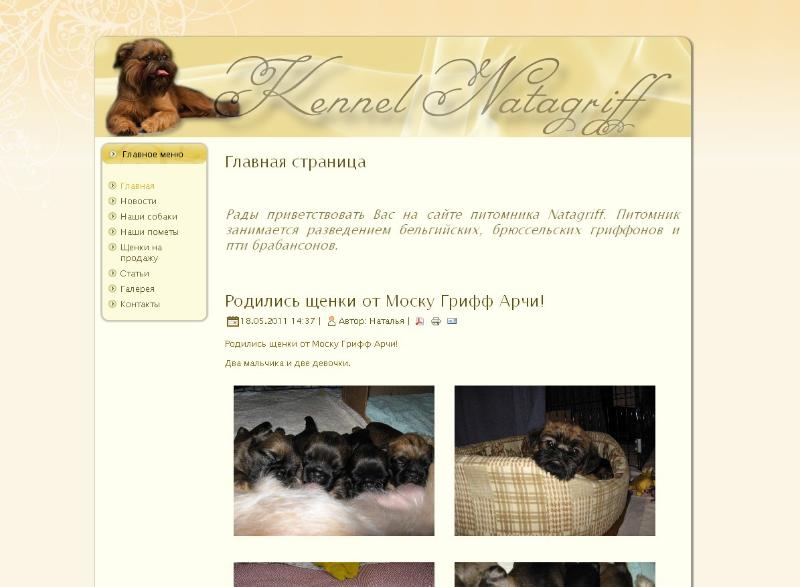 Kennel Natagriff
Главное меню
Главная
Новости
Наши собаки
Наши пометы
Щенки на
продажу
Статьи
Галерея
Контакты
Главная страница
Рады приветствовать Вас на сайте питомника Natagriff. Питомник
занимается разведением бельгийских, брюссельских гриффонов и
пти брабансонов.
Родились щенки от Моску Грифф Арчи!
18.05.2011 14:37 | Автор: Наталья |
Родились щенки от Моску Грифф Арчи!
Два мальчика и две девочки.